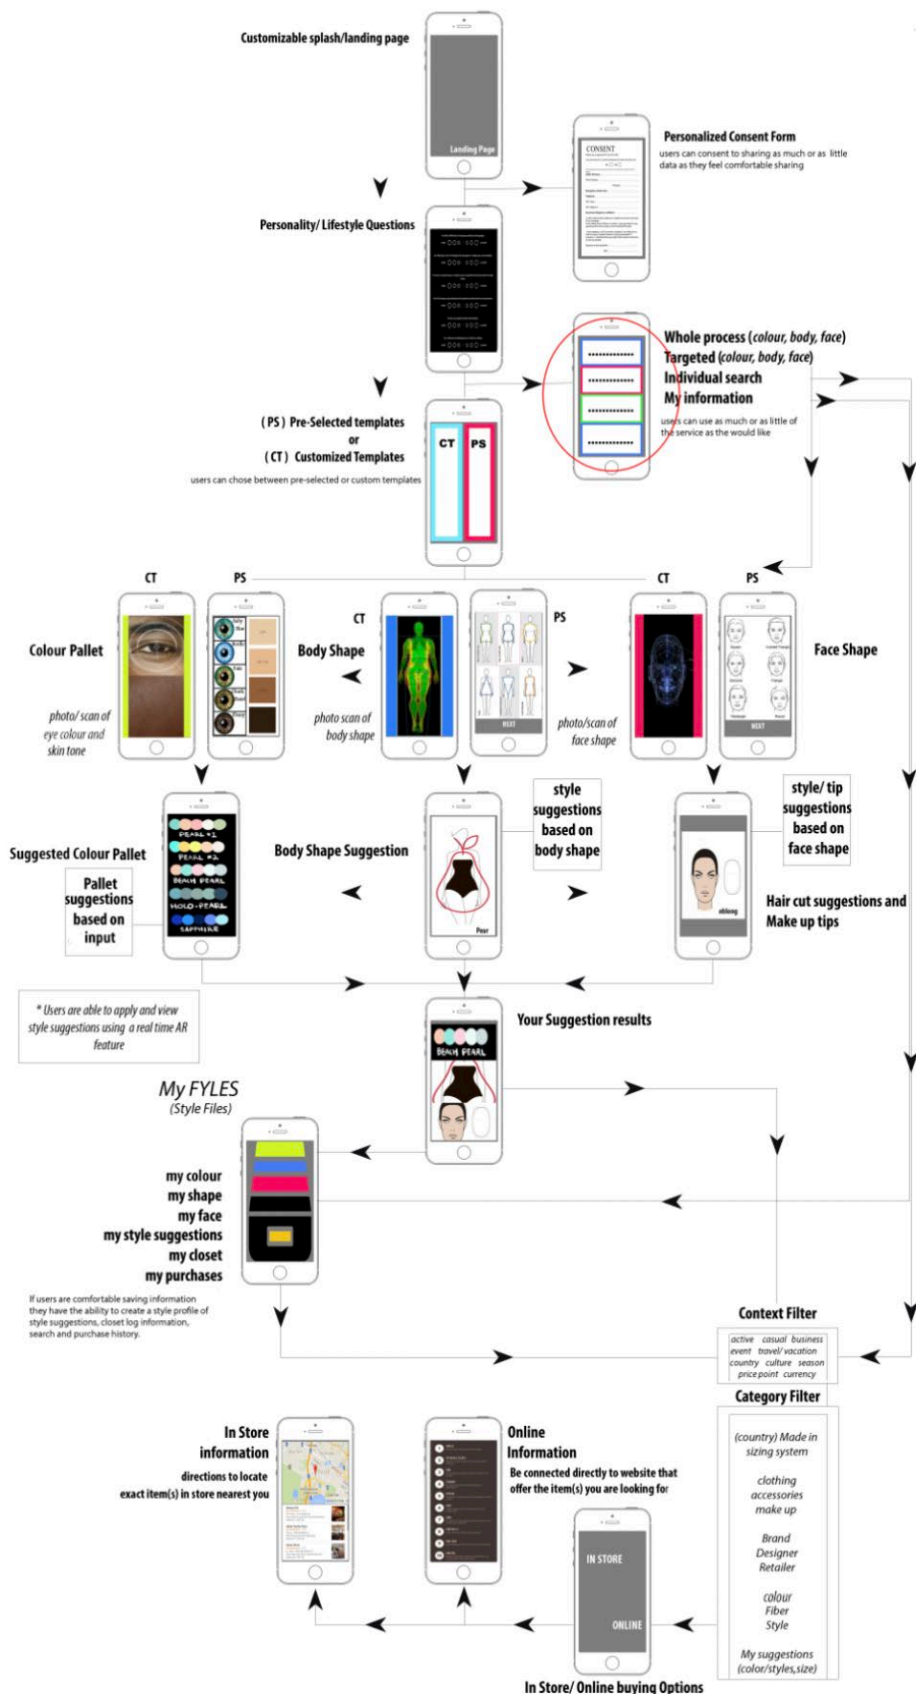 Customizable splash/landing page
Landing Page
CONSENT
Personalized Consent Form
users can consent to sharing as much or as little
data as they feel comfortable sharing
Personality/ Lifestyle Questions
Whole process (colour, body, face)
Targeted (colour, body, face)
Individual search
My information
users can use as much or as little of
the service as the would like
( PS ) Pre-Selected templates
or
( CT ) Customized Templates
users can chose between pre-selected or custom templates
CT PS
CT PS
Colour Pallet
photo/ scan of
eye colour and
skin tone
CT PS
Body Shape
photo scan of
body shape
NEXT
CT PS
Face Shape
photo/scan of
face shape
NEXT
Suggested Colour Pallet
Pallet
suggestions
based on
input
PEARL #1
PEARL #2
BEACH PEARL
HOLO-PEARL
SAPPHIRE
Body Shape Suggestion
Pear
style
suggestions
based on
body shape
oblong
style/ tip
suggestions
based on
face shape
Hair cut suggestions and
Make up tips
* Users are able to apply and view
style suggestions using a real time AR
feature
Your Suggestion results
BEACH PEARL
My FYLES
(Style Files)
my colour
my shape
my face
my style suggestions
my closet
my purchases
If users are comfortable saving information
they have the ability to create a style profile of
style suggestions, closet log information,
search and purchase history.
Context Filter
active casual business
event travel/ vacation
country culture season
price point currency
Category Filter
(country) Made in
sizing system
clothing
accessories
make up
Brand
Designer
Retailer
colour
Fiber
Style
My suggestions
(color/styles,size)
In Store
information
directions to locate
exact item(s) in store nearest you
Online
Information
Be connected directly to website that
offer the item(s) you are looking for
IN STORE
ONLINE
In Store/ Online buying Options